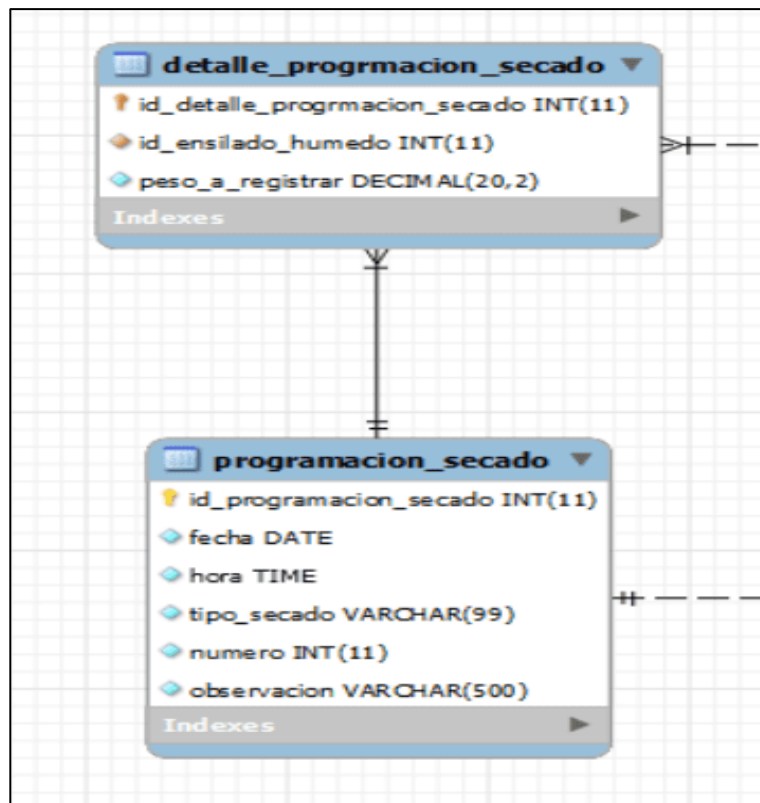 detalle_progrmacion_secado
id_detalle_progrmacion_secado INT(11)
id_ensilado_humedo INT(11)
peso_a_registrar DECIMAL(20,2)
Indexes
programacion_secado
id_programacion_secado INT(11)
fecha DATE
hora TIME
tipo_secado VARCHAR(99)
numero INT(11)
observacion VARCHAR(500)
Indexes